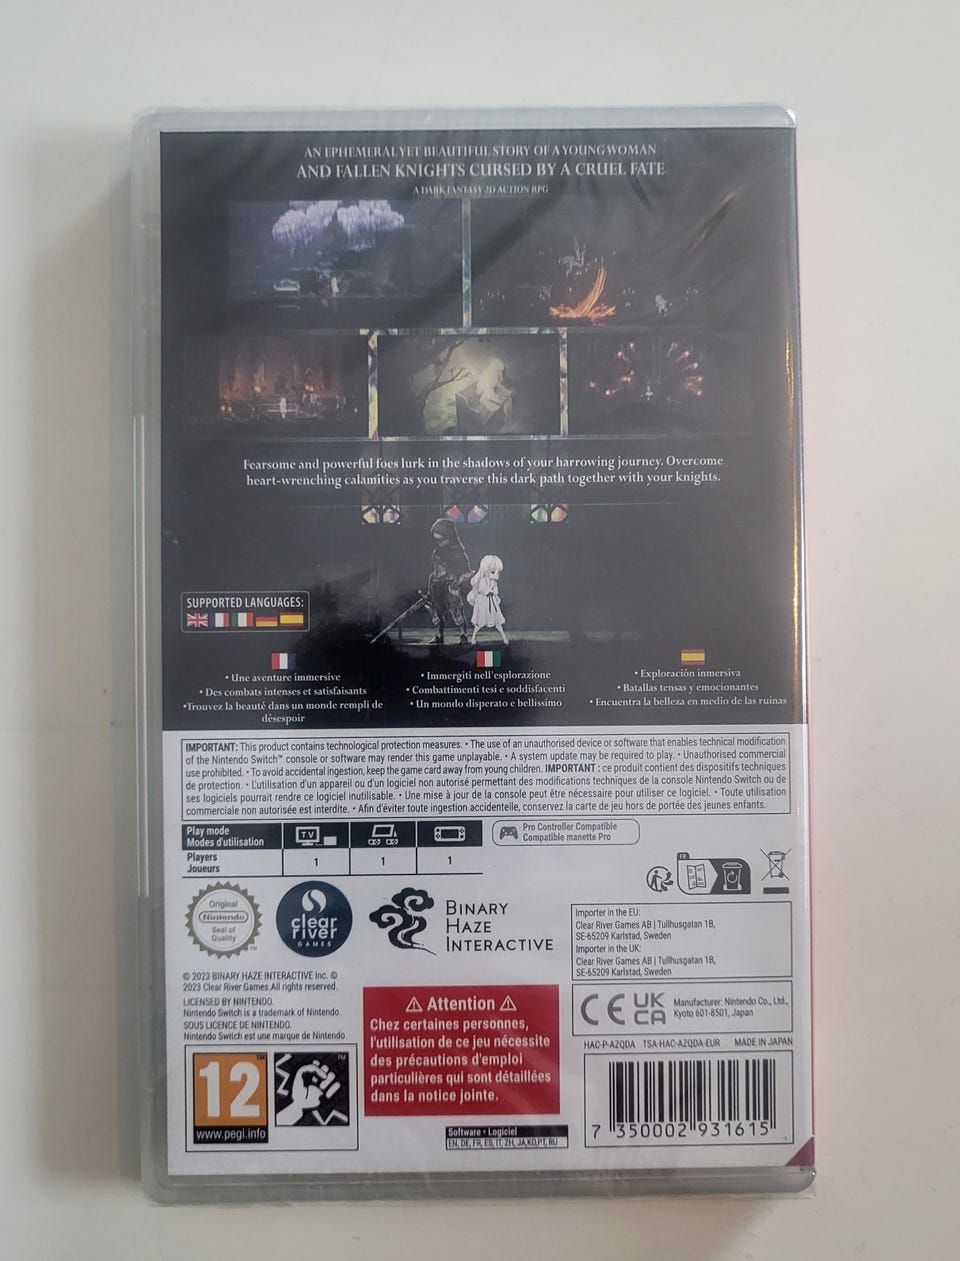 AN EPHEMERAL YET BEAUTIFUL STORY OF A YOUNG WOMAN
AND FALLEN KNIGHTS CURSED BY A CRUEL FATE
A DARK FANTASY 2D ACTION RPG
Fearsome and powerful foes lurk in the shadows of your harrowing journey. Overcome
heart-wrenching calamities as you traverse this dark path together with your knights.
SUPPORTED LANGUAGES:
• Une aventure immersive
• Des combats intenses et satisfaisants
•Trouvez la beauté dans un monde rempli de
désespoir
• Immergiti nell'esplorazione
• Combattimenti tesi e soddisfacenti
• Un mondo disperato e bellissimo
• Exploración inmersiva
• Batallas tensas y emocionantes
• Encuentra la belleza en medio de las ruinas
IMPORTANT: This product contains technological protection measures. • The use of an unauthorised device or software that enables technical modification
of the Nintendo Switch™ console or software may render this game unplayable. • A system update may be required to play. • Unauthorised commercial
use prohibited. • To avoid accidental ingestion, keep the game card away from young children. IMPORTANT : ce produit contient des dispositifs techniques
de protection. • L'utilisation d'un appareil ou d'un logiciel non autorisé permettant des modifications techniques de la console Nintendo Switch ou de
ses logiciels pourrait rendre ce logiciel inutilisable. • Une mise à jour de la console peut être nécessaire pour utiliser ce logiciel. • Toute utilisation
commerciale non autorisée est interdite. • Afin d'éviter toute ingestion accidentelle, conservez la carte de jeu hors de portée des jeunes enfants.
Play mode
Modes d'utilisation
TV
Players
Joueurs
1 1 1
Pro Controller Compatible
Compatible manette Pro
FR
Original
Nintendo
Seal of
Quality
TM
clear
river
GAMES
BINARY
HAZE
INTERACTIVE
Importer in the EU:
Clear River Games AB | Tullhusgatan 1B,
SE-65209 Karlstad, Sweden
Importer in the UK:
Clear River Games AB | Tullhusgatan 1B,
SE-65209 Karlstad, Sweden
© 2023 BINARY HAZE INTERACTIVE Inc. ©
2023 Clear River Games.All rights reserved.
LICENSED BY NINTENDO.
Nintendo Switch is a trademark of Nintendo.
SOUS LICENCE DE NINTENDO.
Nintendo Switch est une marque de Nintendo.
CE UK CA
Manufacturer: Nintendo Co., Ltd.,
Kyoto 601-8501, Japan
HAC-P-AZQDA TSA-HAC-AZQDA-EUR MADE IN JAPAN
Attention
Chez certaines personnes,
l'utilisation de ce jeu nécessite
des précautions d'emploi
particulières qui sont détaillées
dans la notice jointe.
12
TM
www.pegi.info
TM
Software • Logiciel
EN, DE, FR, ES, IT, ZH, JA,KO,PT, RU
7 350002 931615